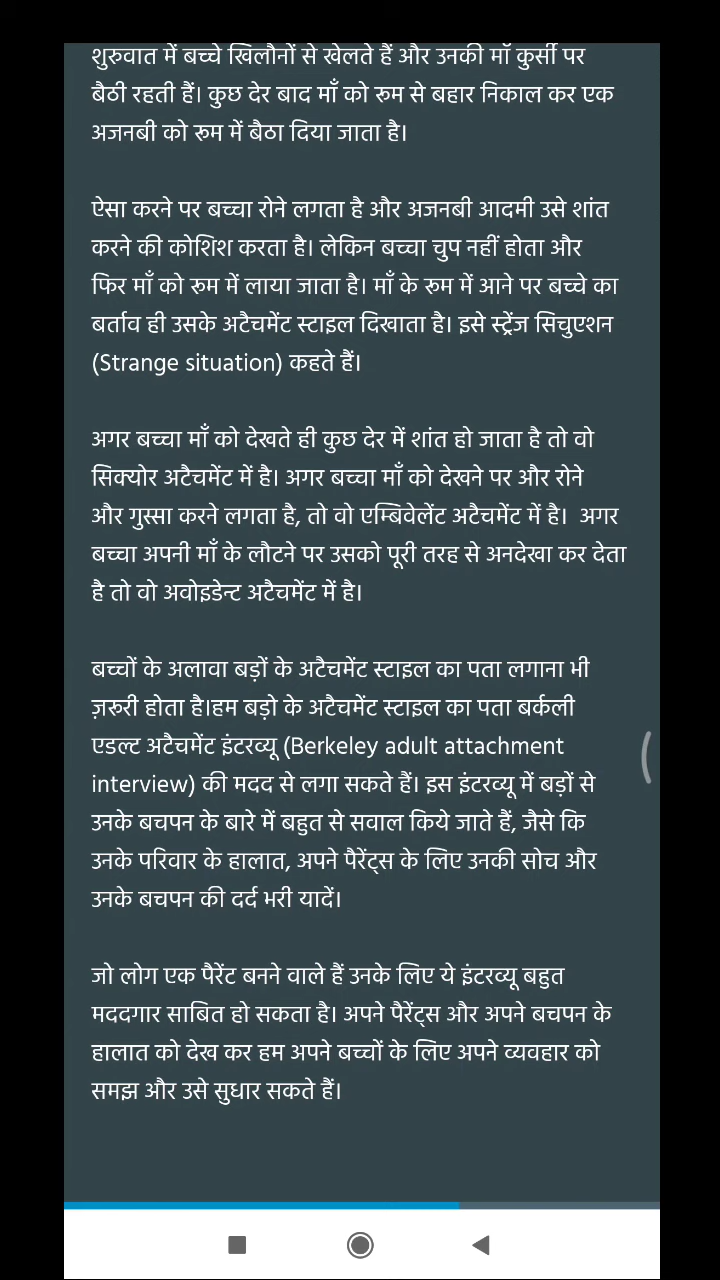 शुरुवात में बच्चे खिलौनों से खेलते हैं और उनकी माँ कुर्सी पर
बैठी रहती हैं। कुछ देर बाद माँ को रूम से बहार निकाल कर एक
अजनबी को रूम में बैठा दिया जाता है।
ऐसा करने पर बच्चा रोने लगता है और अजनबी आदमी उसे शांत
करने की कोशिश करता है। लेकिन बच्चा चुप नहीं होता और
फिर माँ को रूम में लाया जाता है। माँ के रूम में आने पर बच्चे का
बर्ताव ही उसके अटैचमेंट स्टाइल दिखाता है। इसे स्ट्रेंज सिचुएशन
(Strange situation) कहते हैं।
अगर बच्चा माँ को देखते ही कुछ देर में शांत हो जाता है तो वो
सिक्योर अटैचमेंट में है। अगर बच्चा माँ को देखने पर और रोने
और गुस्सा करने लगता है, तो वो एम्बिवेलेंट अटैचमेंट में है। अगर
बच्चा अपनी माँ के लौटने पर उसको पूरी तरह से अनदेखा कर देता
है तो वो अवोइडेन्ट अटैचमेंट में है।
बच्चों के अलावा बड़ों के अटैचमेंट स्टाइल का पता लगाना भी
ज़रूरी होता है।हम बड़ो के अटैचमेंट स्टाइल का पता बर्कली
एडल्ट अटैचमेंट इंटरव्यू (Berkeley adult attachment
interview) की मदद से लगा सकते हैं। इस इंटरव्यू में बड़ों से
उनके बचपन के बारे में बहुत से सवाल किये जाते हैं, जैसे कि
उनके परिवार के हालात, अपने पैरेंट्स के लिए उनकी सोच और
उनके बचपन की दर्द भरी यादें।
जो लोग एक पैरेंट बनने वाले हैं उनके लिए ये इंटरव्यू बहुत
मददगार साबित हो सकता है। अपने पैरेंट्स और अपने बचपन के
हालात को देख कर हम अपने बच्चों के लिए अपने व्यवहार को
समझ और उसे सुधार सकते हैं।